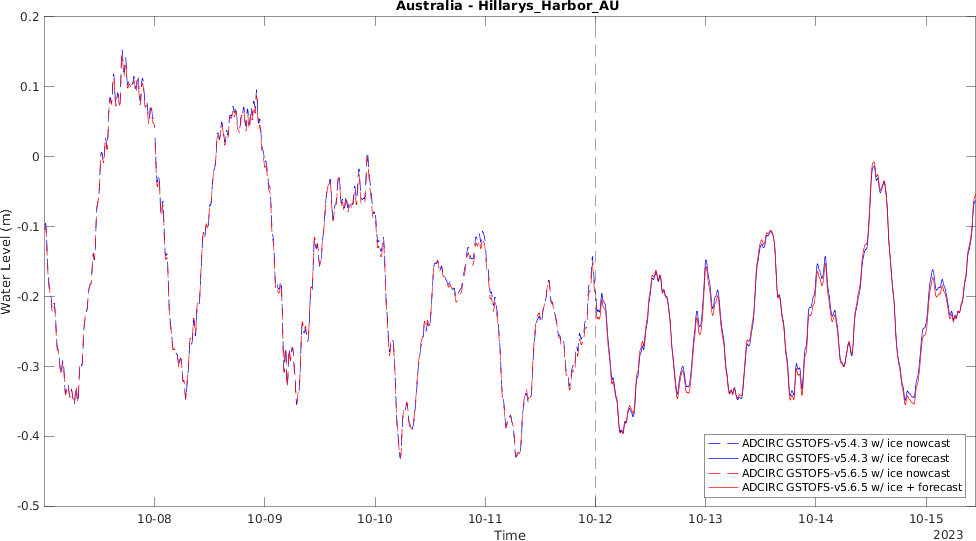 Australia - Hillarys_Harbor_AU
0.2
0.1
0
-0.1
-0.2
-0.3
-0.4
-0.5
Water Level (m)
10-08
10-09
10-10
10-11
10-12
10-13
10-14
10-15
Time
2023
ADCIRC GSTOFS-v5.4.3 w/ ice nowcast
ADCIRC GSTOFS-v5.4.3 w/ ice forecast
ADCIRC GSTOFS-v5.6.5 w/ ice nowcast
ADCIRC GSTOFS-v5.6.5 w/ ice + forecast